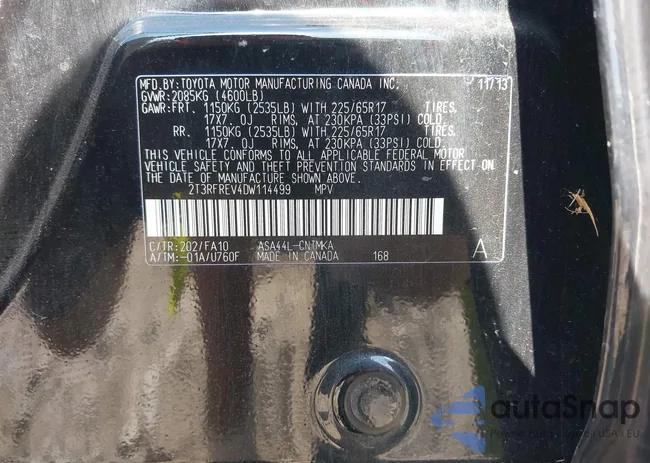 MFD.BY:TOYOTA MOTOR MANUFACTURING CANADA INC. 11/13
GVWR:2085KG (4600LB)
GAWR:FRT. 1150KG (2535LB) WITH 225/65R17 TIRES,
17X7.0J RIMS, AT 230KPA (33PSI) COLD.
RR. 1150KG (2535LB) WITH 225/65R17 TIRES,
17X7.0J RIMS, AT 230KPA (33PSI) COLD.
THIS VEHICLE CONFORMS TO ALL APPLICABLE FEDERAL MOTOR
VEHICLE SAFETY AND THEFT PREVENTION STANDARDS IN EFFECT ON
THE DATE OF MANUFACTURE SHOWN ABOVE.
2T3RFREV4DW114499 MPV
C/TR:202/FA10 ASA44L-CNTMKA
A/TM:-01A/U760F MADE IN CANADA 168 A
autoSnap
USA EU